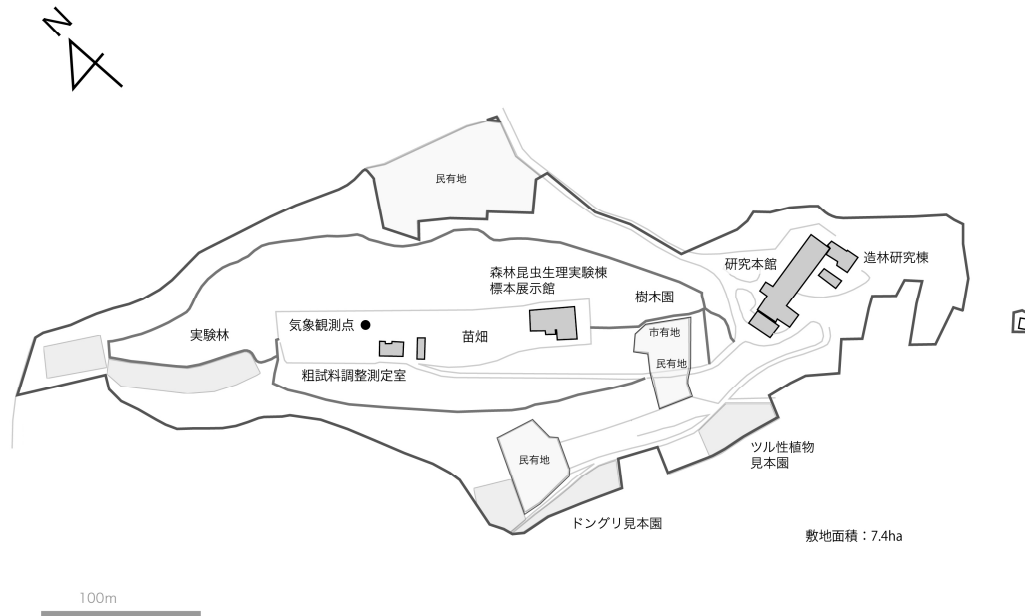 N
民有地
研究本館
造林研究棟
森林昆虫生理実験棟
標本展示館
樹木園
気象観測点
実験林
苗畑
市有地
民有地
粗試料調整測定室
民有地
ツル性植物
見本園
ドングリ見本園
敷地面積：7.4ha
100m